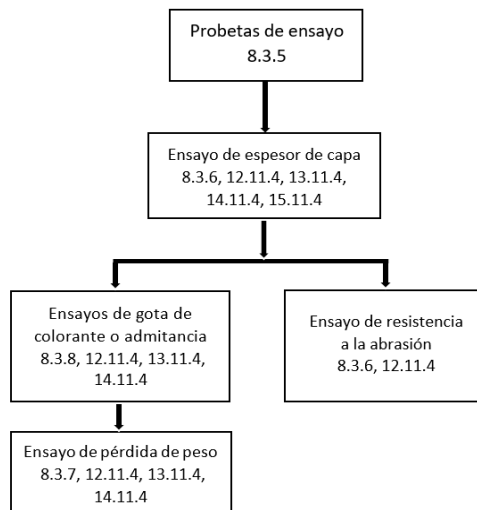 Probetas de ensayo
8.3.5
Ensayo de espesor de capa
8.3.6, 12.11.4, 13.11.4,
14.11.4, 15.11.4
Ensayos de gota de
colorante o admitancia
8.3.8, 12.11.4, 13.11.4,
14.11.4
Ensayo de resistencia
a la abrasión
8.3.6, 12.11.4
Ensayo de pérdida de peso
8.3.7, 12.11.4, 13.11.4,
14.11.4